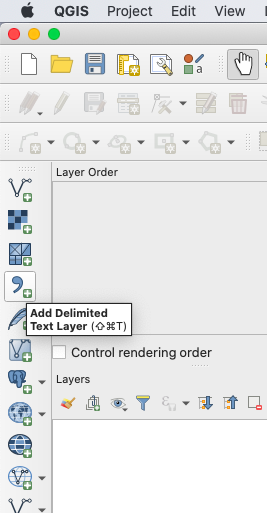 QGIS Project Edit View
Layer Order
Add Delimited
Text Layer (⇧⌘T)
Control rendering order
Layers